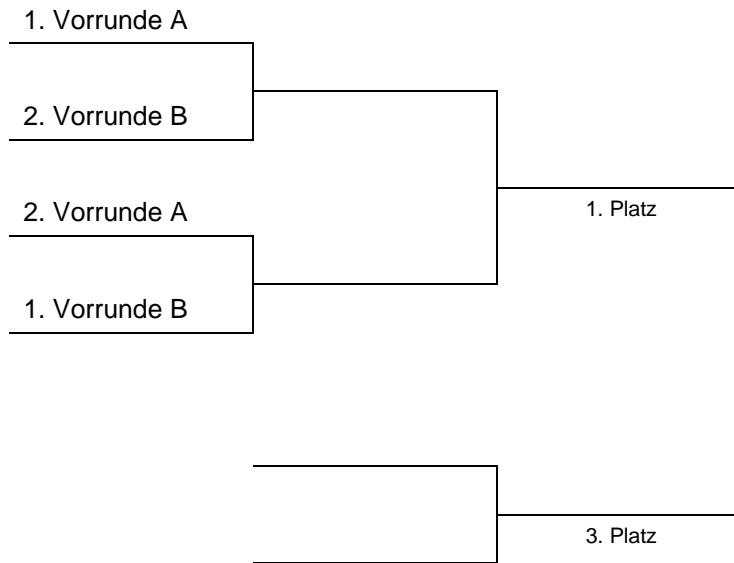 1. Vorrunde A
2. Vorrunde B
2. Vorrunde A
1. Platz
1. Vorrunde B
3. Platz